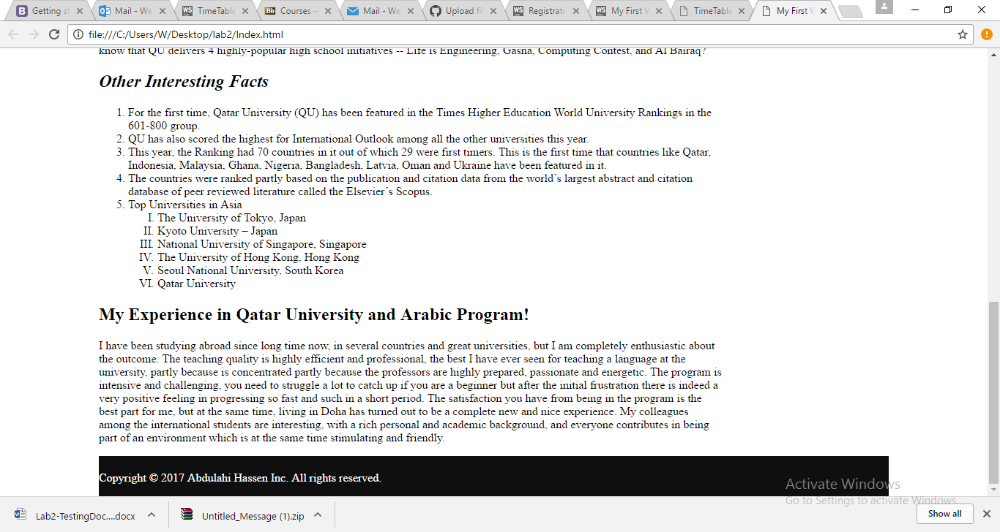 Getting st
Mail - We
TimeTable
Courses –
Mail - We
Upload fil
Registrati
My First V
TimeTable
My First V
file:///C:/Users/W/Desktop/lab2/Index.html
know that QU delivers 4 highly-popular high school initiatives -- Life is Engineering, Gasna, Computing Contest, and Al Bairaq?
Other Interesting Facts
1. For the first time, Qatar University (QU) has been featured in the Times Higher Education World University Rankings in the
601-800 group.
2. QU has also scored the highest for International Outlook among all the other universities this year.
3. This year, the Ranking had 70 countries in it out of which 29 were first timers. This is the first time that countries like Qatar,
Indonesia, Malaysia, Ghana, Nigeria, Bangladesh, Latvia, Oman and Ukraine have been featured in it.
4. The countries were ranked partly based on the publication and citation data from the world's largest abstract and citation
database of peer reviewed literature called the Elsevier's Scopus.
5. Top Universities in Asia
I. The University of Tokyo, Japan
II. Kyoto University – Japan
III. National University of Singapore, Singapore
IV. The University of Hong Kong, Hong Kong
V. Seoul National University, South Korea
VI. Qatar University
My Experience in Qatar University and Arabic Program!
I have been studying abroad since long time now, in several countries and great universities, but I am completely enthusiastic about
the outcome. The teaching quality is highly efficient and professional, the best I have ever seen for teaching a language at the
university, partly because is concentrated partly because the professors are highly prepared, passionate and energetic. The program is
intensive and challenging, you need to struggle a lot to catch up if you are a beginner but after the initial frustration there is indeed a
very positive feeling in progressing so fast and such in a short period. The satisfaction you have from being in the program is the
best part for me, but at the same time, living in Doha has turned out to be a complete new and nice experience. My colleagues
among the international students are interesting, with a rich personal and academic background, and everyone contributes in being
part of an environment which is at the same time stimulating and friendly.
Copyright © 2017 Abdulahi Hassen Inc. All rights reserved.
Activate Windows
Go to Settings to activate Windows.
Lab2-TestingDoc....docx
Untitled_Message (1).zip
Show all